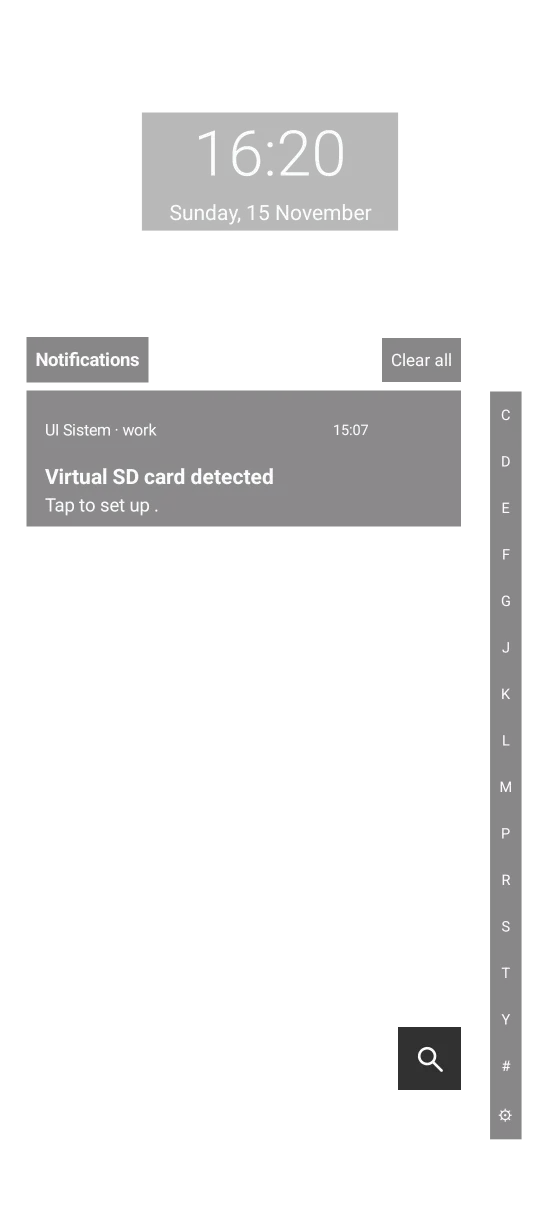 16:20
Sunday, 15 November
Notifications
Clear all
UI Sistem · work 15:07
Virtual SD card detected
Tap to set up .
C
D
E
F
G
J
K
L
M
P
R
S
T
Y
#